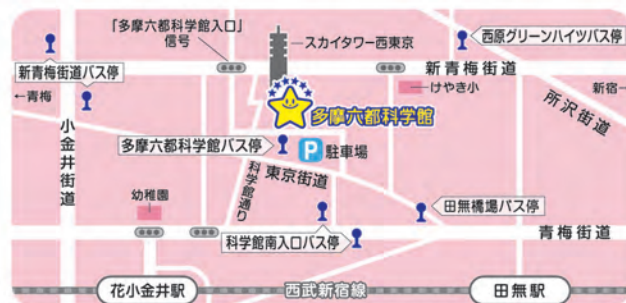 「多摩六都科学館入口」
信号
スカイタワー西東京
西原グリーンハイツバス停
新青梅街道バス停
新青梅街道
←青梅
けやき小
新宿→
多摩六都科学館
所沢街道
小金井街道
多摩六都科学館バス停
P 駐車場
東京街道
科学館通り
幼稚園
田無橋場バス停
科学館南入口バス停
青梅街道
花小金井駅
西武新宿線
田無駅